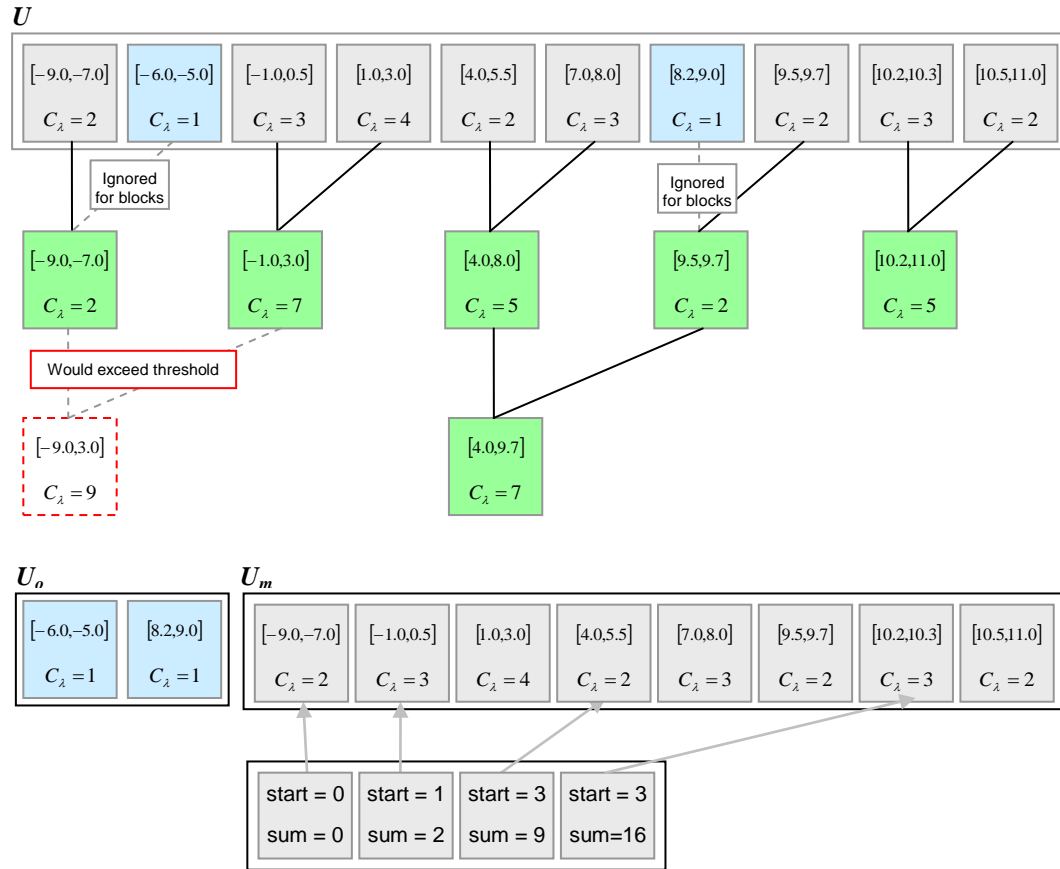 U
[−9.0,−7.0] [−6.0,−5.0] [−1.0,0.5] [1.0,3.0] [4.0,5.5] [7.0,8.0] [8.2,9.0] [9.5,9.7] [10.2,10.3] [10.5,11.0]
C_λ = 2 C_λ = 1 C_λ = 3 C_λ = 4 C_λ = 2 C_λ = 3 C_λ = 1 C_λ = 2 C_λ = 3 C_λ = 2
Ignored
for blocks
Ignored
for blocks
[−9.0,−7.0] [−1.0,3.0] [4.0,8.0] [9.5,9.7] [10.2,11.0]
C_λ = 2 C_λ = 7 C_λ = 5 C_λ = 2 C_λ = 5
Would exceed threshold
[−9.0,3.0] [4.0,9.7]
C_λ = 9 C_λ = 7
U_o U_m
[−6.0,−5.0] [8.2,9.0] [−9.0,−7.0] [−1.0,0.5] [1.0,3.0] [4.0,5.5] [7.0,8.0] [9.5,9.7] [10.2,10.3] [10.5,11.0]
C_λ = 1 C_λ = 1 C_λ = 2 C_λ = 3 C_λ = 4 C_λ = 2 C_λ = 3 C_λ = 2 C_λ = 3 C_λ = 2
start = 0 start = 1 start = 3 start = 3
sum = 0 sum = 2 sum = 9 sum=16